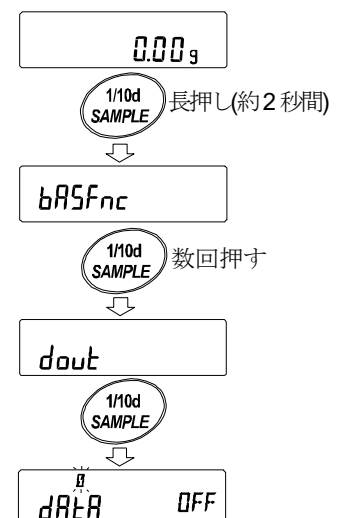 0.00 g
1/10d
SAMPLE
長押し(約2秒間)
bASFnc
1/10d
SAMPLE
数回押す
dout
1/10d
SAMPLE
0
dAtA OFF